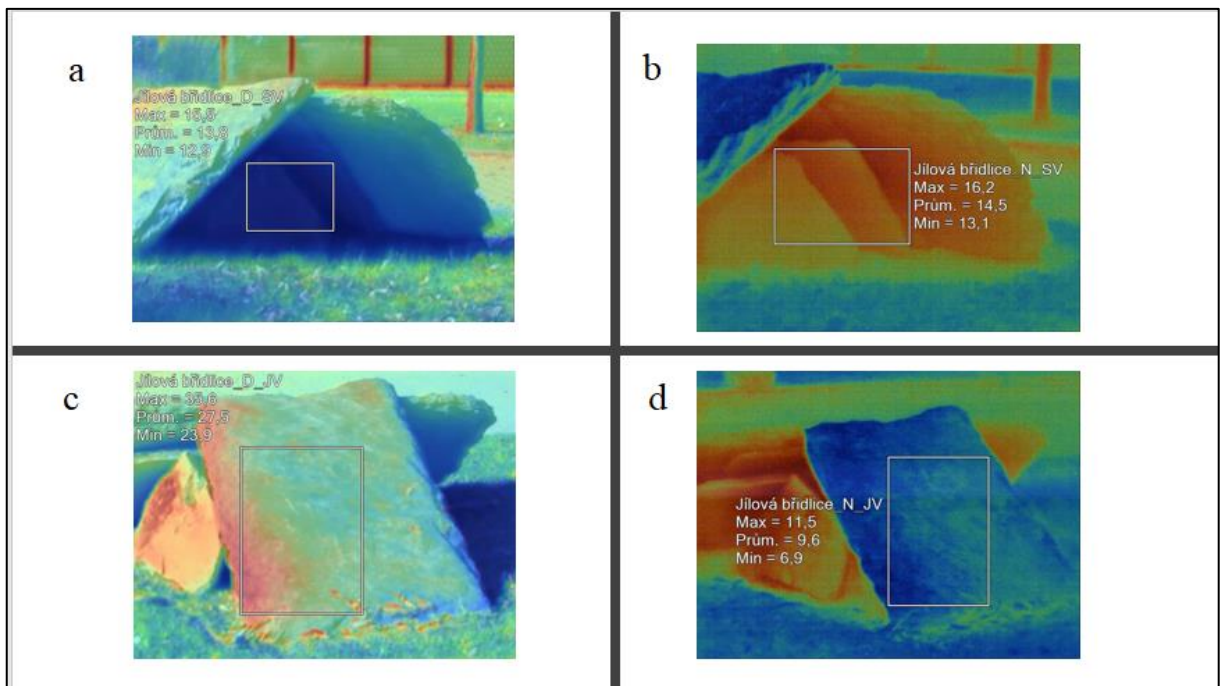 a
Jílová břidlice_D_SV
Max = 15,5
Prům. = 13,8
Min = 12,9
b
Jílová břidlice_N_SV
Max = 16,2
Prům. = 14,5
Min = 13,1
c
Jílová břidlice_D_JV
Max = 35,6
Prům. = 27,5
Min = 23,9
d
Jílová břidlice_N_JV
Max = 11,5
Prům. = 9,6
Min = 6,9